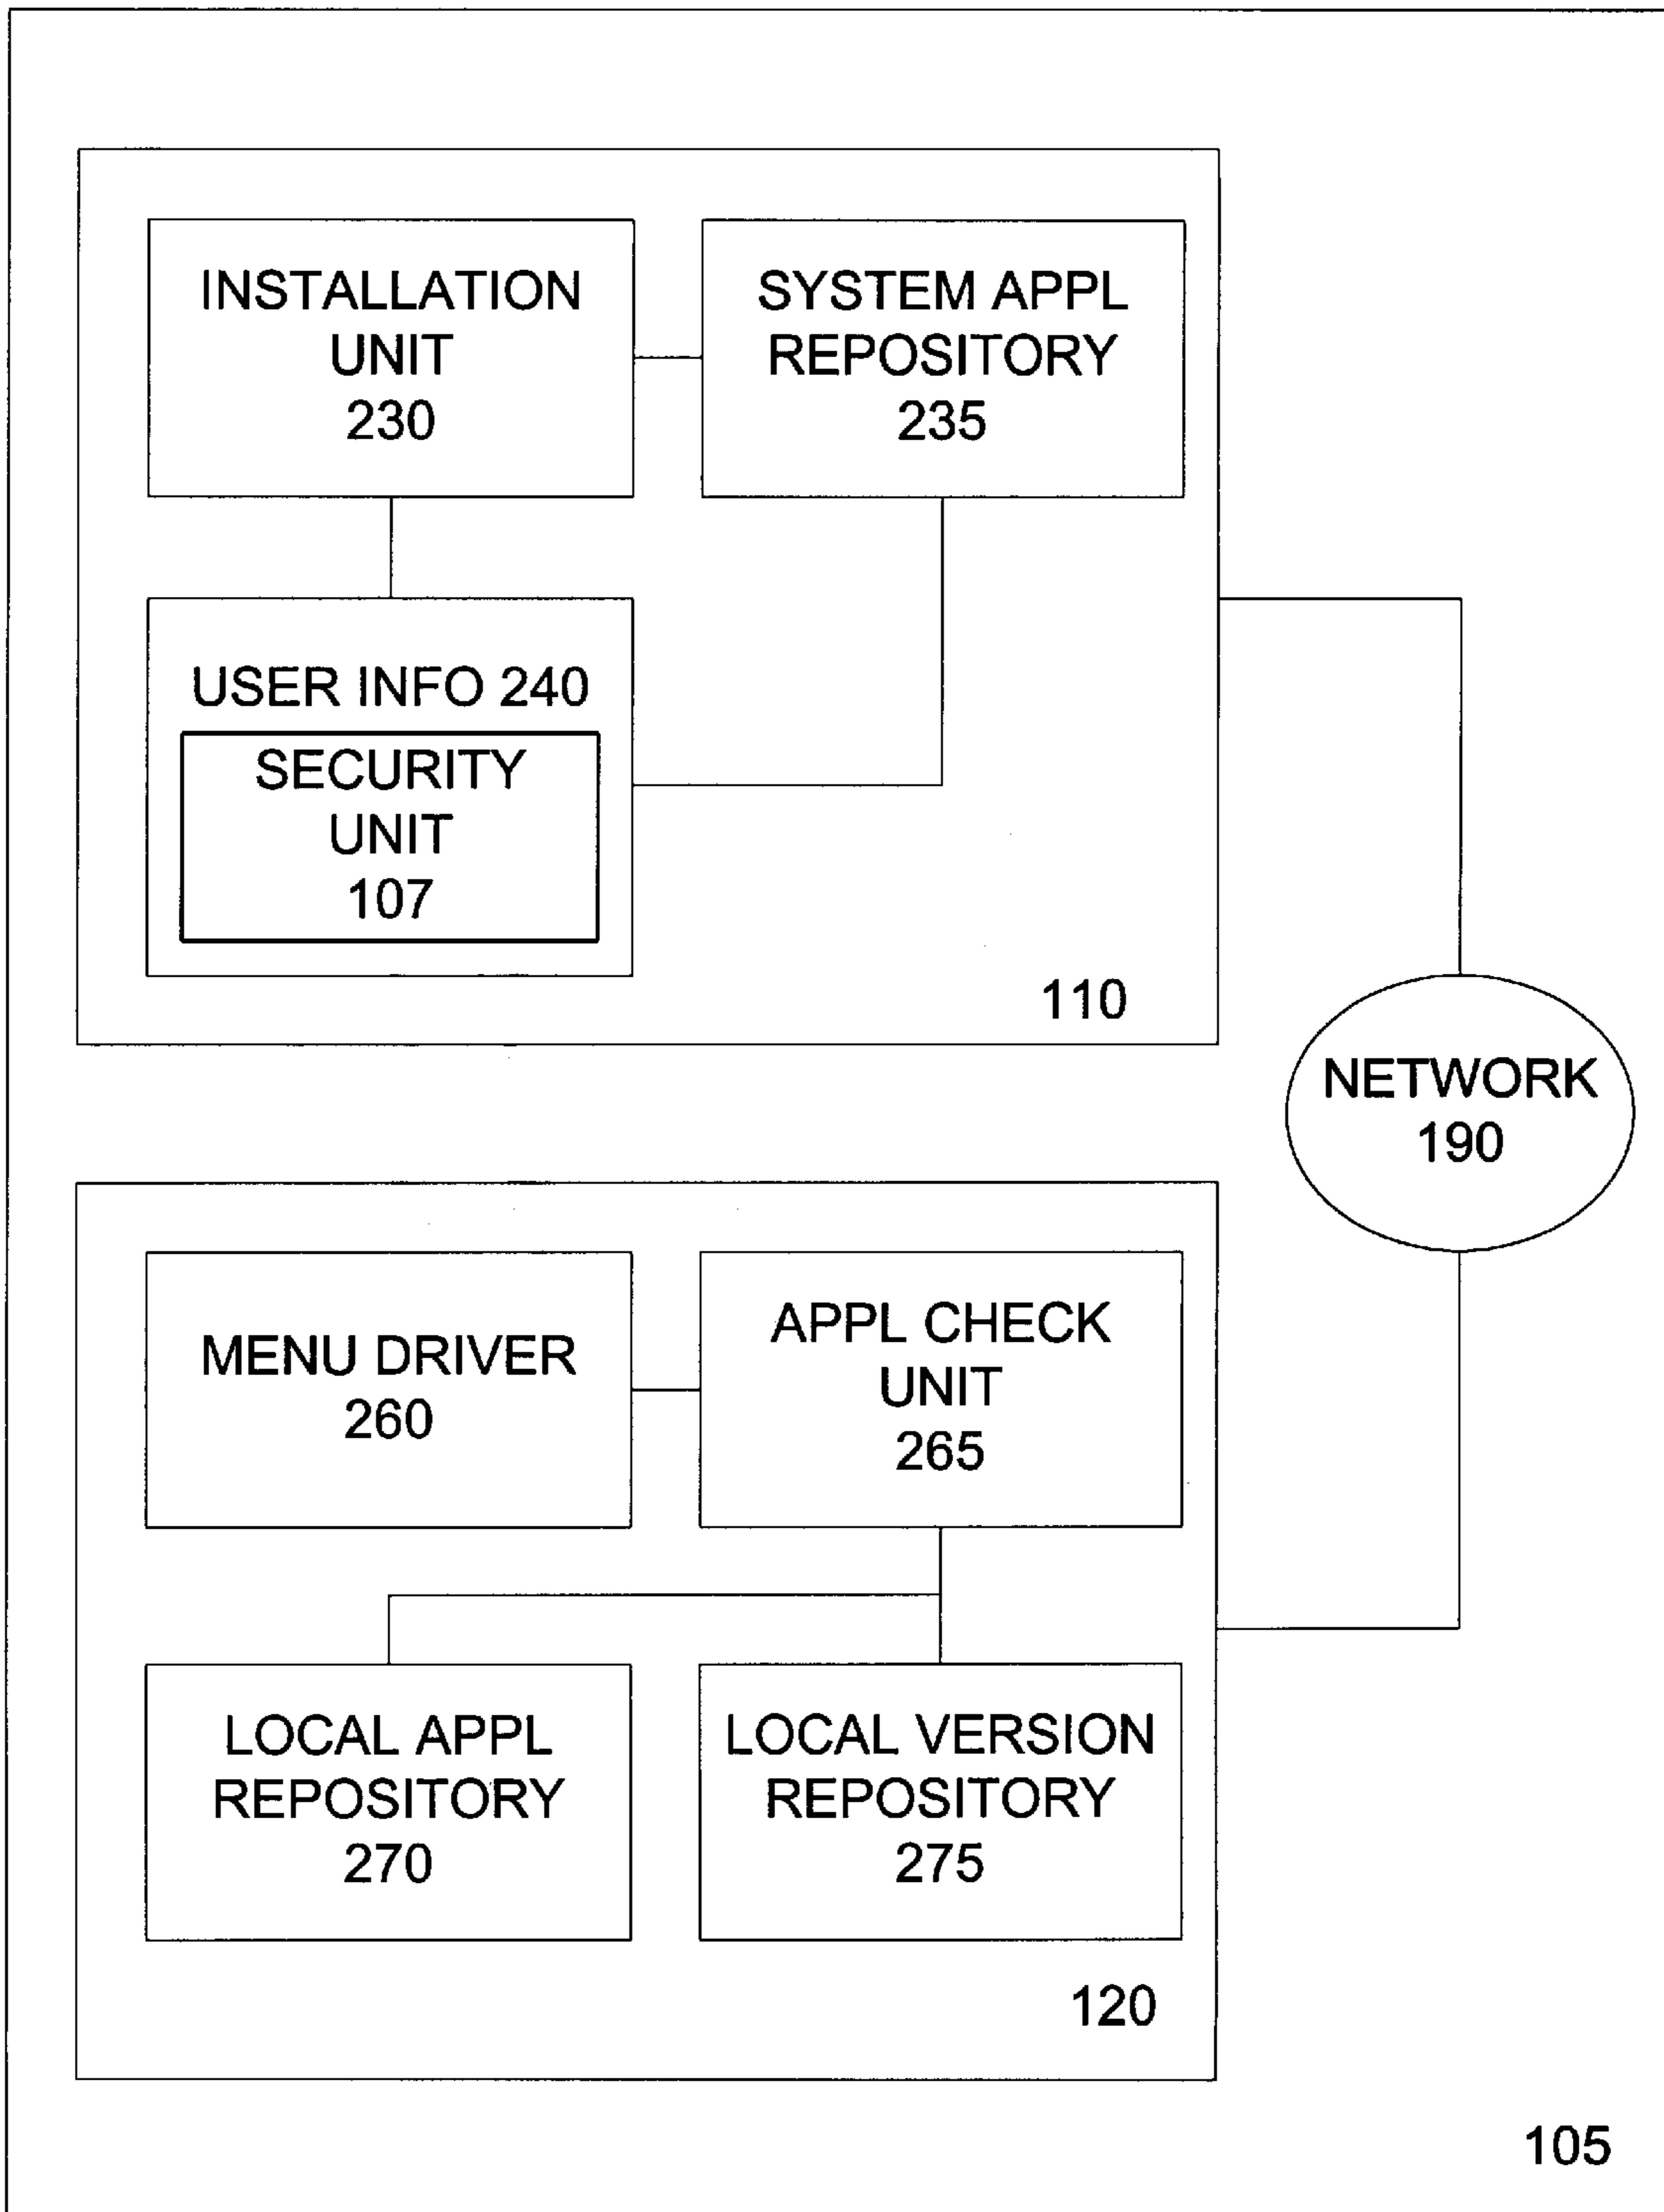 INSTALLATION
UNIT
230
SYSTEM APPL
REPOSITORY
235
USER INFO 240
SECURITY
UNIT
107
110
NETWORK
190
MENU DRIVER
260
APPL CHECK
UNIT
265
LOCAL APPL
REPOSITORY
270
LOCAL VERSION
REPOSITORY
275
120
105